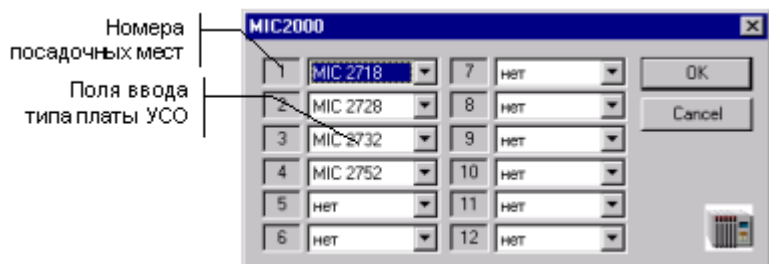 Номера
посадочных мест
Поля ввода
типа платы УСО
MIC2000
1 MIC 2718 7 нет OK
2 MIC 2728 8 нет Cancel
3 MIC 2732 9 нет
4 MIC 2752 10 нет
5 нет 11 нет
6 нет 12 нет